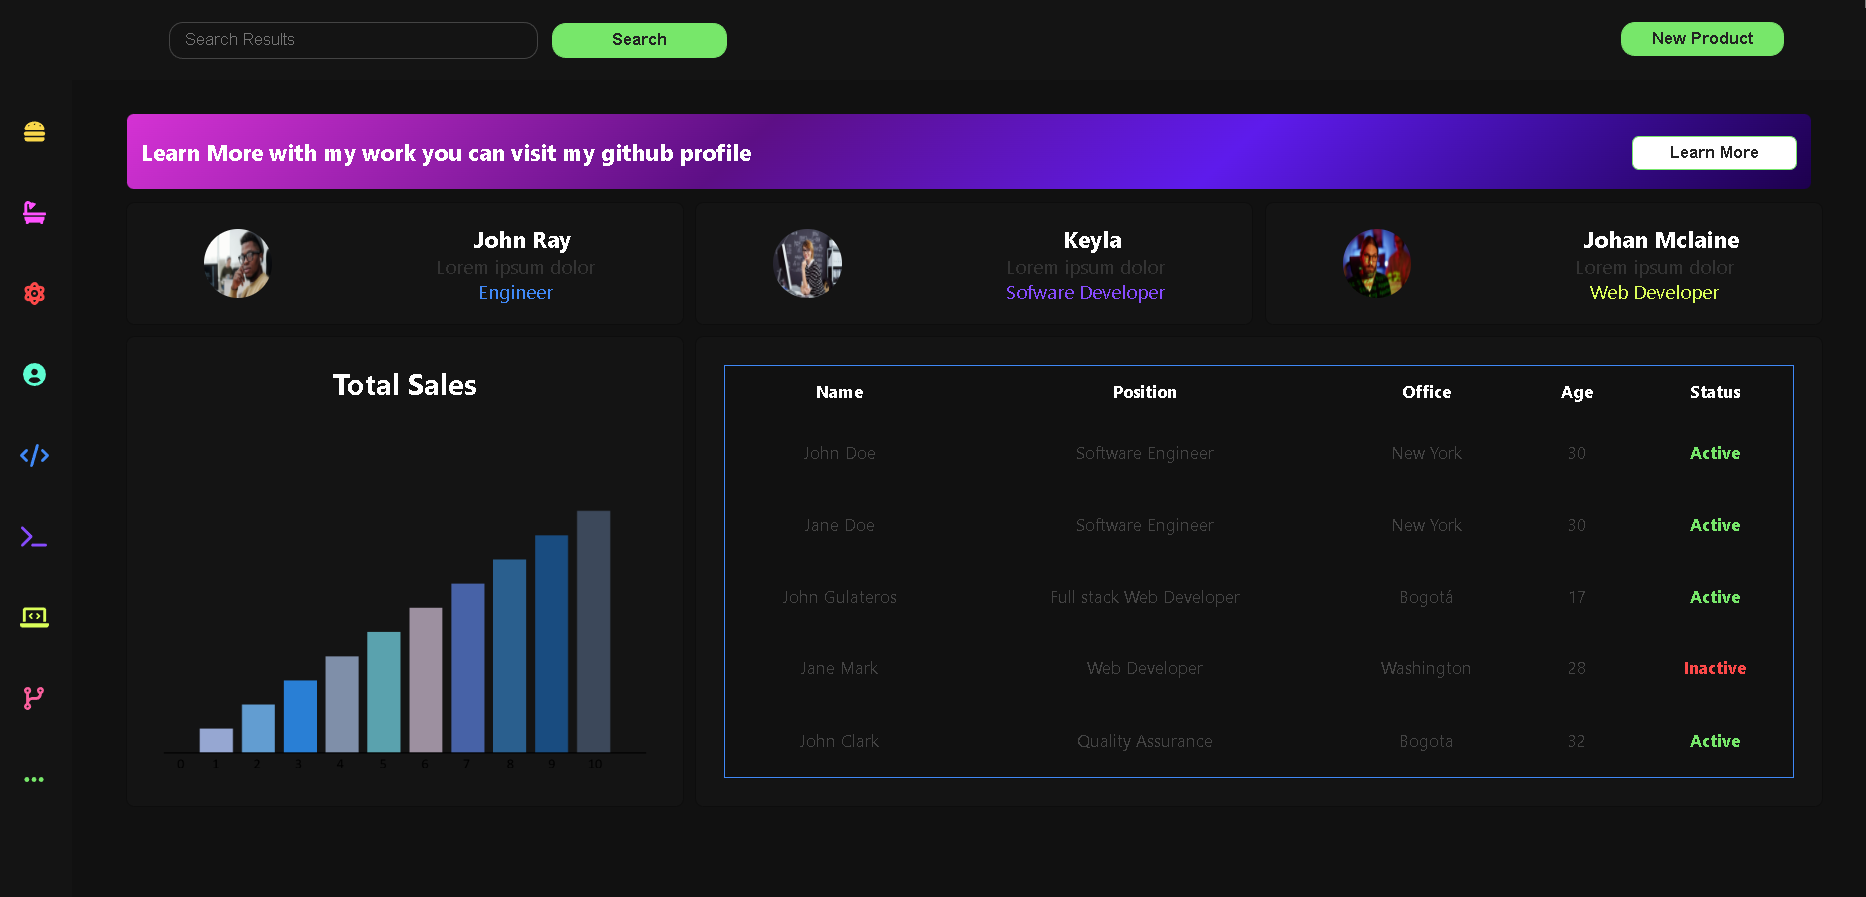 Search Results
Search
New Product
Learn More with my work you can visit my github profile
Learn More
John Ray
Lorem ipsum dolor
Engineer
Keyla
Lorem ipsum dolor
Sofware Developer
Johan Mclaine
Lorem ipsum dolor
Web Developer
Total Sales
0 1 2 3 4 5 6 7 8 9 10
Name Position Office Age Status
John Doe Software Engineer New York 30 Active
Jane Doe Software Engineer New York 30 Active
John Gulateros Full stack Web Developer Bogotá 17 Active
Jane Mark Web Developer Washington 28 Inactive
John Clark Quality Assurance Bogota 32 Active